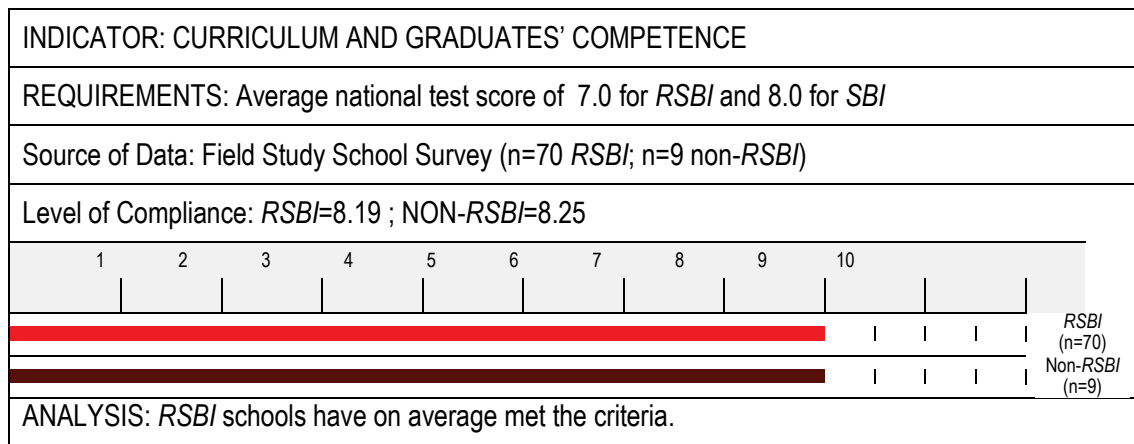 INDICATOR: CURRICULUM AND GRADUATES’ COMPETENCE
REQUIREMENTS: Average national test score of 7.0 for RSBI and 8.0 for SBI
Source of Data: Field Study School Survey (n=70 RSBI; n=9 non-RSBI)
Level of Compliance: RSBI=8.19 ; NON-RSBI=8.25
1 2 3 4 5 6 7 8 9 10
RSBI
(n=70)
Non-RSBI
(n=9)
ANALYSIS: RSBI schools have on average met the criteria.